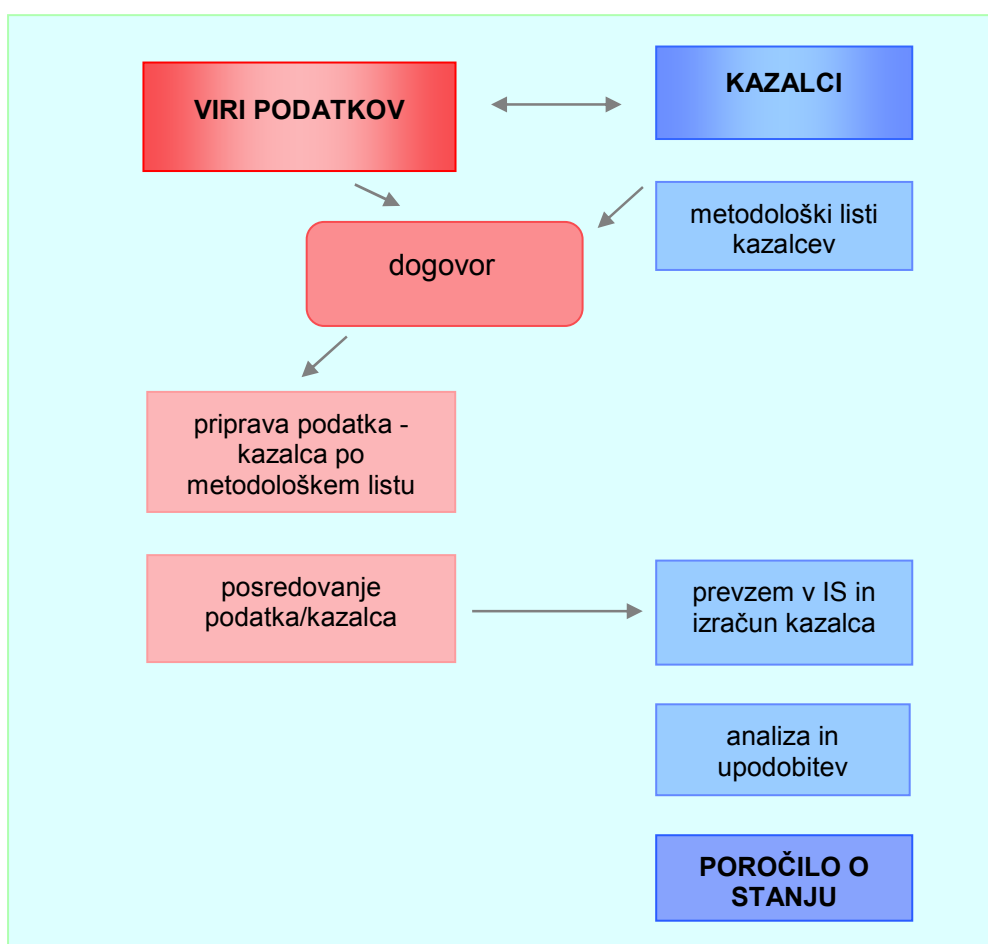 VIRI PODATKOV
KAZALCI
metodološki listi
kazalcev
dogovor
priprava podatka -
kazalca po
metodološkem listu
posredovanje
podatka/kazalca
prevzem v IS in
izračun kazalca
analiza in
upodobitev
POROČILO O
STANJU